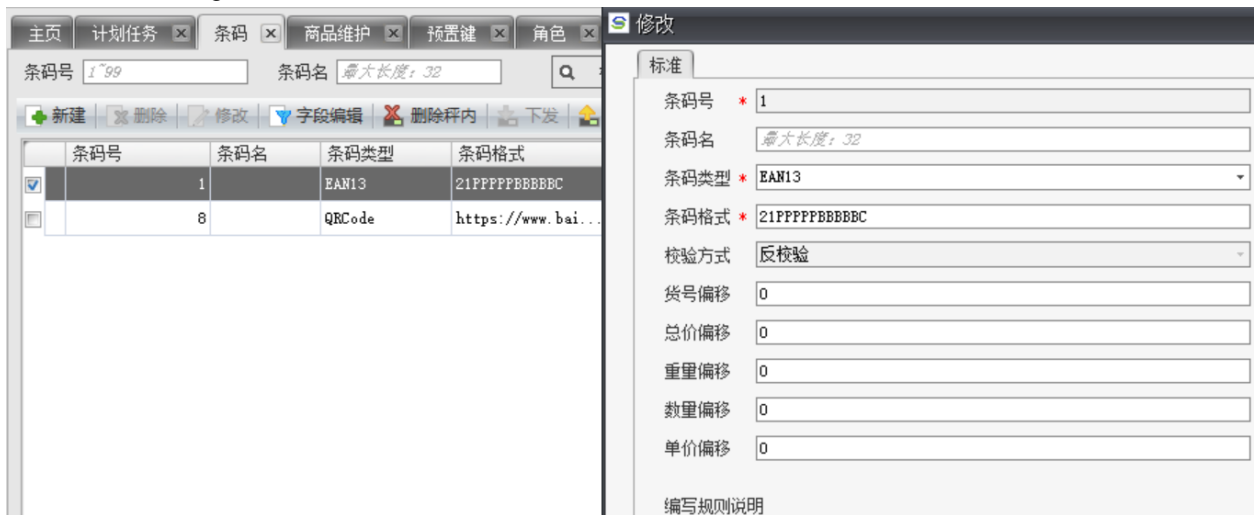 主页 计划任务 条码 商品维护 预置键 角色
条码号 1~99 条码名 最大长度：32
新建 删除 修改 字段编辑 删除秤内 下发
条码号 条码名 条码类型 条码格式
1 EAN13 21PPPPPBBBBBC
8 QRCode https://www.bai...
修改
标准
条码号 * 1
条码名 最大长度：32
条码类型 * EAN13
条码格式 * 21PPPPPBBBBBC
校验方式 反校验
货号偏移 0
总价偏移 0
重量偏移 0
数量偏移 0
单价偏移 0
编写规则说明